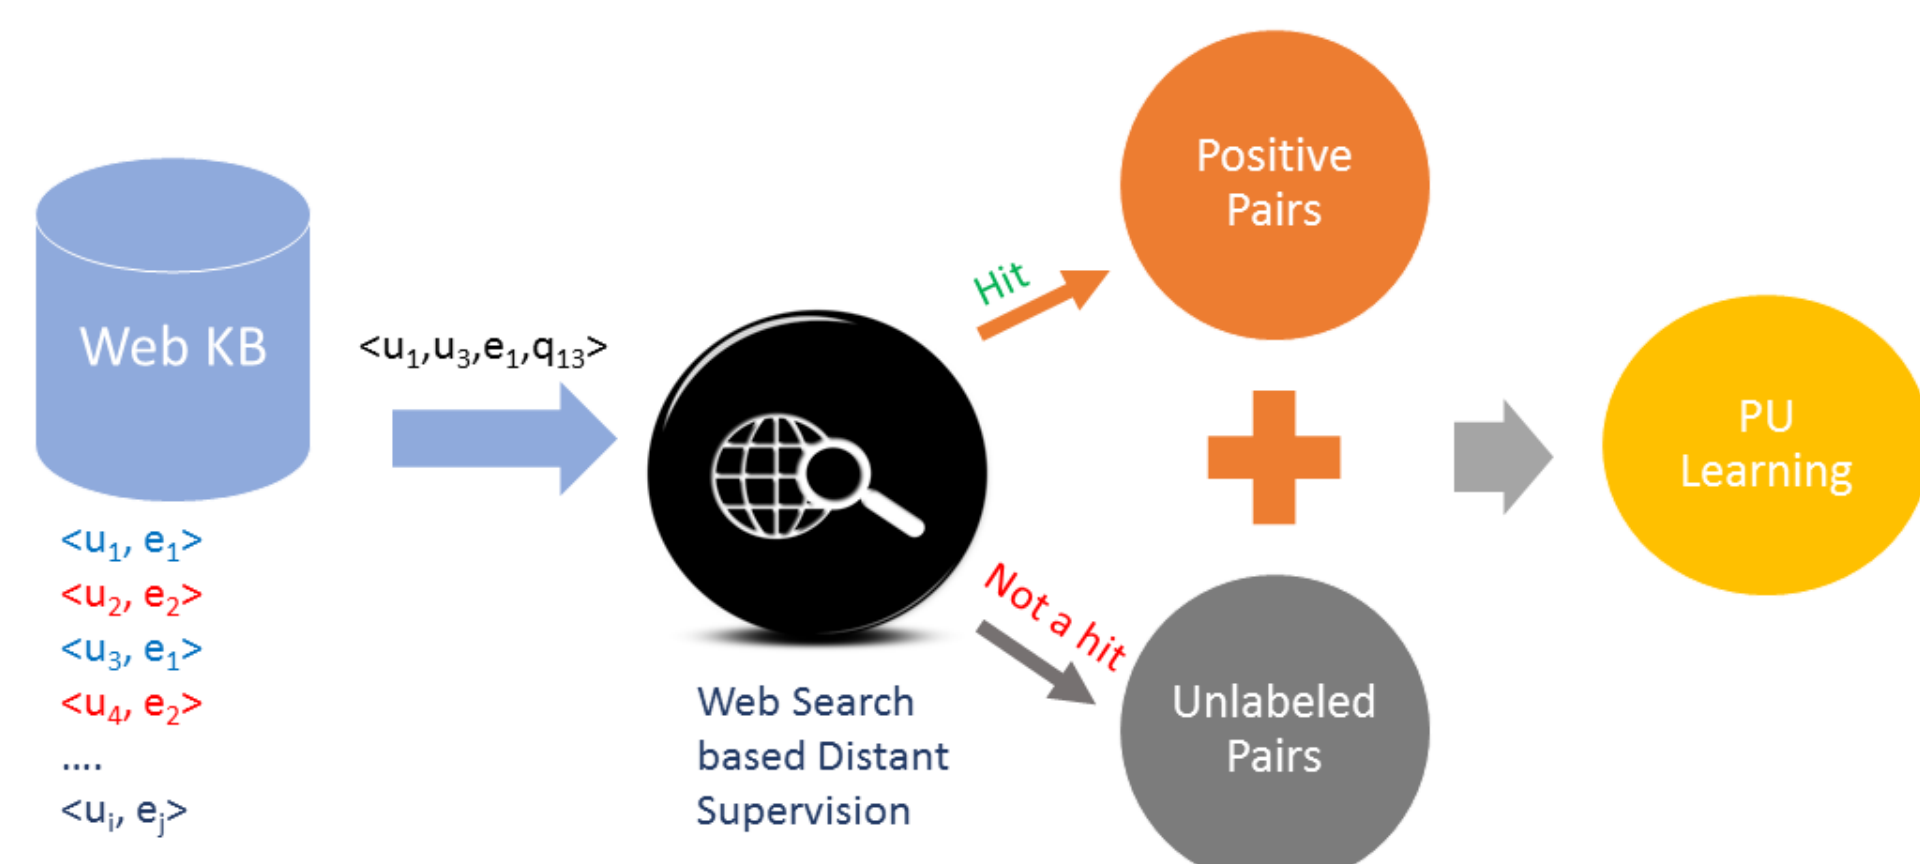 Web KB
<u1, e1>
<u2, e2>
<u3, e1>
<u4, e2>
....
<ui, ej>
<u1,u3,e1,q13>
Web Search
based Distant
Supervision
Hit
Not a hit
Positive
Pairs
Unlabeled
Pairs
PU
Learning